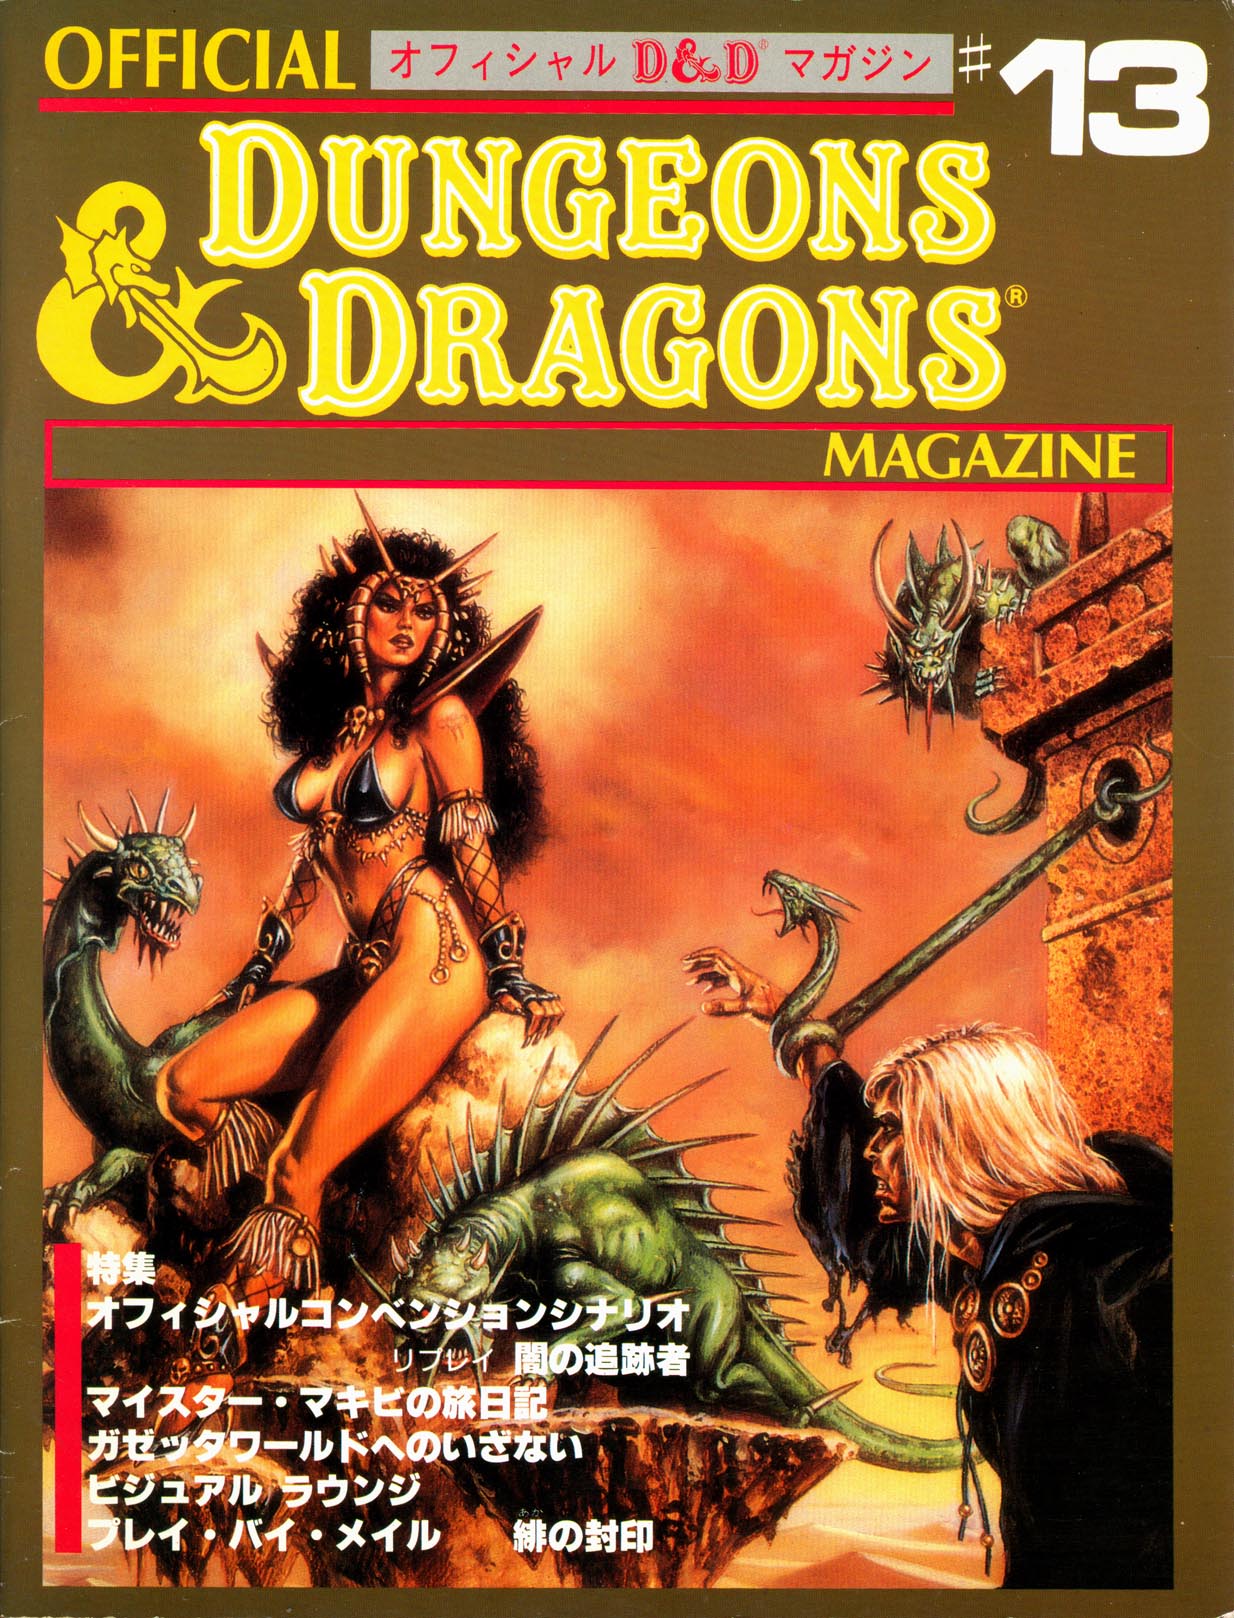 OFFICIAL オフィシャル D&D® マガジン #13
DUNGEONS
& DRAGONS®
MAGAZINE
特集
オフィシャルコンベンションシナリオ
リプレイ 闇の追跡者
マイスター・マキビの旅日記
ガゼッタワールドへのいざない
ビジュアル ラウンジ
あか
プレイ・バイ・メイル 緋の封印